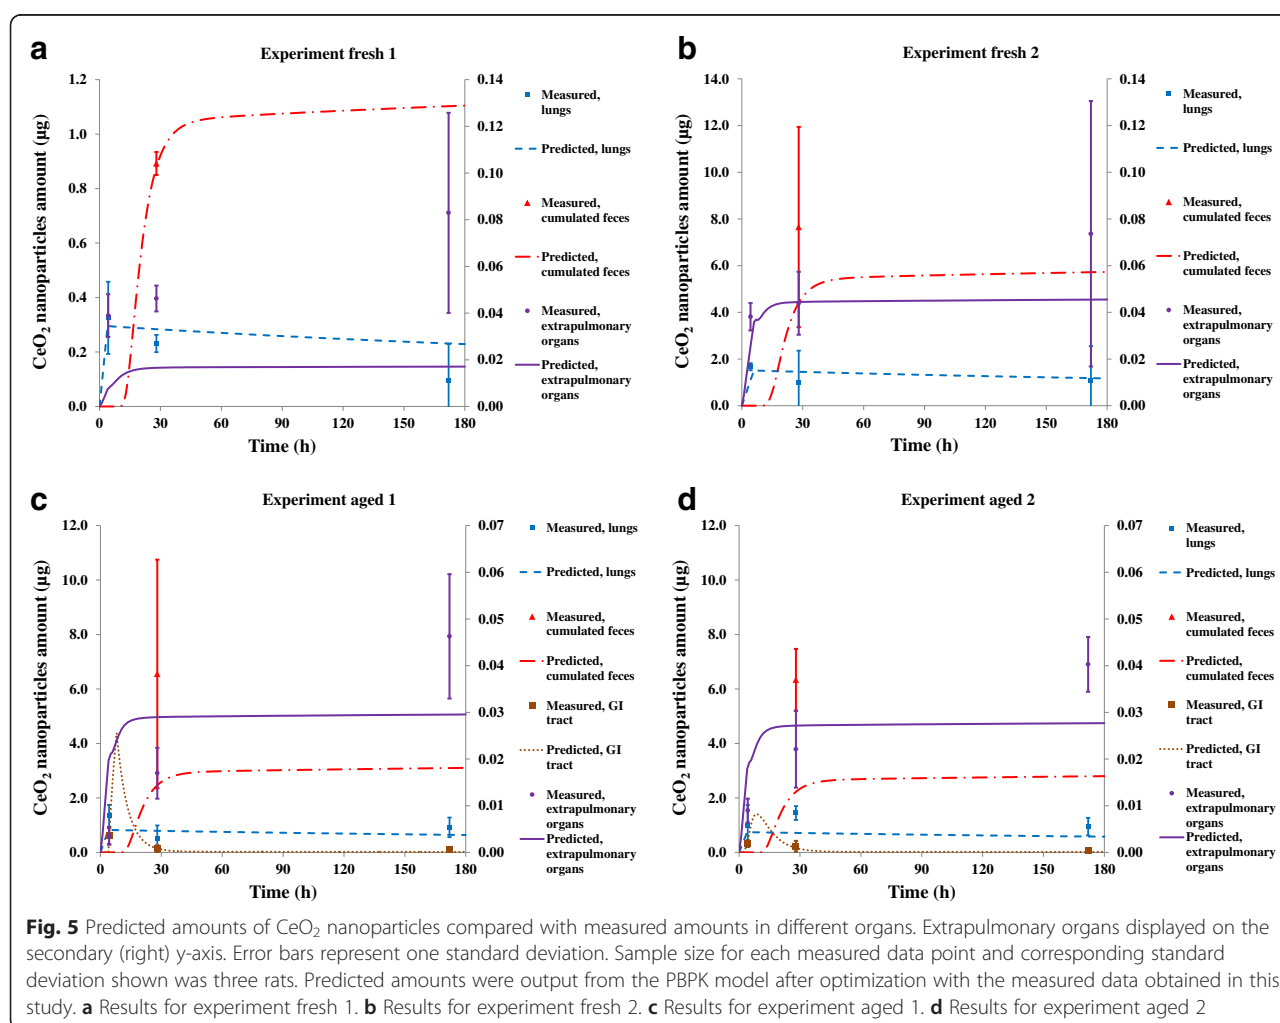 a
Experiment fresh 1
CeO₂ nanoparticles amount (µg)
1.2
1.0
0.8
0.6
0.4
0.2
0.0
0.14
0.12
0.10
0.08
0.06
0.04
0.02
0.00
0 30 60 90 120 150 180
Time (h)
Measured,
lungs
Predicted, lungs
Measured,
cumulated feces
Predicted,
cumulated feces
Measured,
extrapulmonary
organs
Predicted,
extrapulmonary
organs
b
Experiment fresh 2
CeO₂ nanoparticles amount (µg)
14.0
12.0
10.0
8.0
6.0
4.0
2.0
0.0
0.14
0.12
0.10
0.08
0.06
0.04
0.02
0.00
0 30 60 90 120 150 180
Time (h)
Measured,
lungs
Predicted, lungs
Measured,
cumulated feces
Predicted,
cumulated feces
Measured,
extrapulmonary
organs
Predicted,
extrapulmonary
organs
c
Experiment aged 1
CeO₂ nanoparticles amount (µg)
12.0
10.0
8.0
6.0
4.0
2.0
0.0
0.07
0.06
0.05
0.04
0.03
0.02
0.01
0.00
0 30 60 90 120 150 180
Time (h)
Measured, lungs
Predicted, lungs
Measured,
cumulated feces
Predicted,
cumulated feces
Measured, GI
tract
Predicted, GI
tract
Measured,
extrapulmonary
organs
Predicted,
extrapulmonary
organs
d
Experiment aged 2
CeO₂ nanoparticles amount (µg)
12.0
10.0
8.0
6.0
4.0
2.0
0.0
0.07
0.06
0.05
0.04
0.03
0.02
0.01
0.00
0 30 60 90 120 150 180
Time (h)
Measured,
lungs
Predicted, lungs
Measured,
cumulated feces
Predicted,
cumulated feces
Measured, GI
tract
Predicted, GI
tract
Measured,
extrapulmonary
organs
Predicted,
extrapulmonary
organs
Fig. 5 Predicted amounts of CeO₂ nanoparticles compared with measured amounts in different organs. Extrapulmonary organs displayed on the
secondary (right) y-axis. Error bars represent one standard deviation. Sample size for each measured data point and corresponding standard
deviation shown was three rats. Predicted amounts were output from the PBPK model after optimization with the measured data obtained in this
study. a Results for experiment fresh 1. b Results for experiment fresh 2. c Results for experiment aged 1. d Results for experiment aged 2